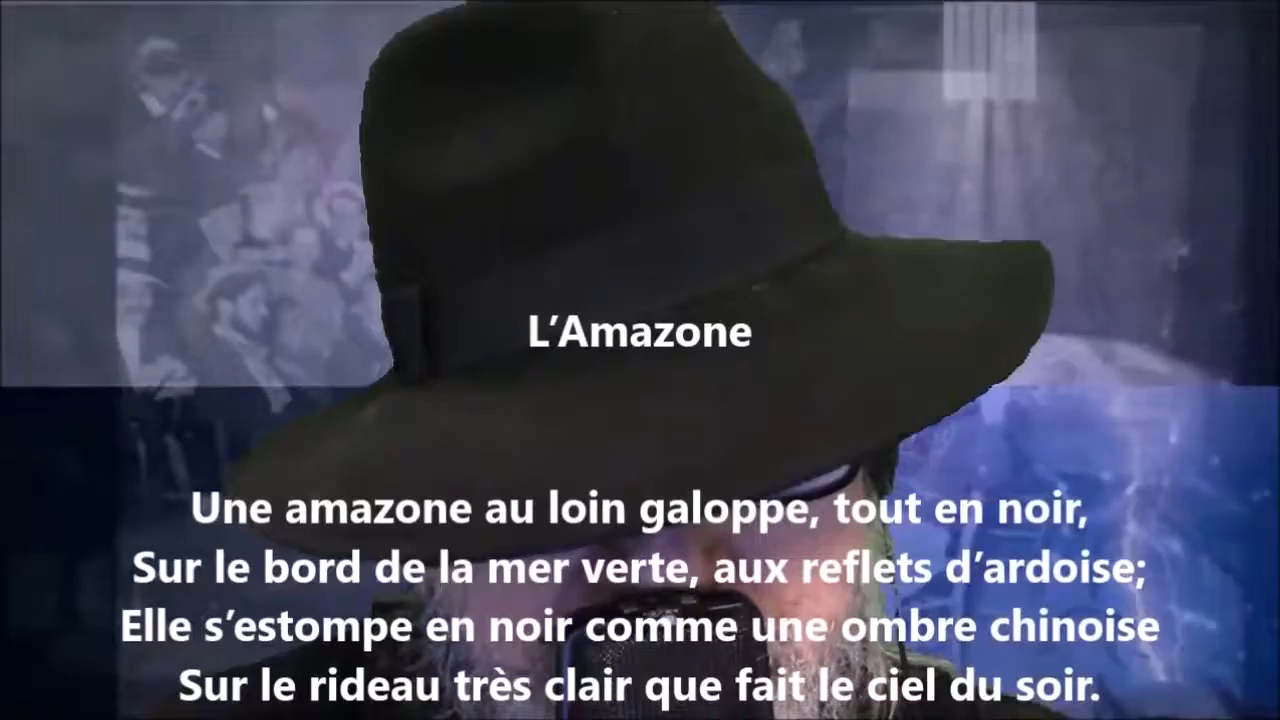 L’Amazone
Une amazone au loin galoppe, tout en noir,
Sur le bord de la mer verte, aux reflets d’ardoise;
Elle s’estompe en noir comme une ombre chinoise
Sur le rideau très clair que fait le ciel du soir.